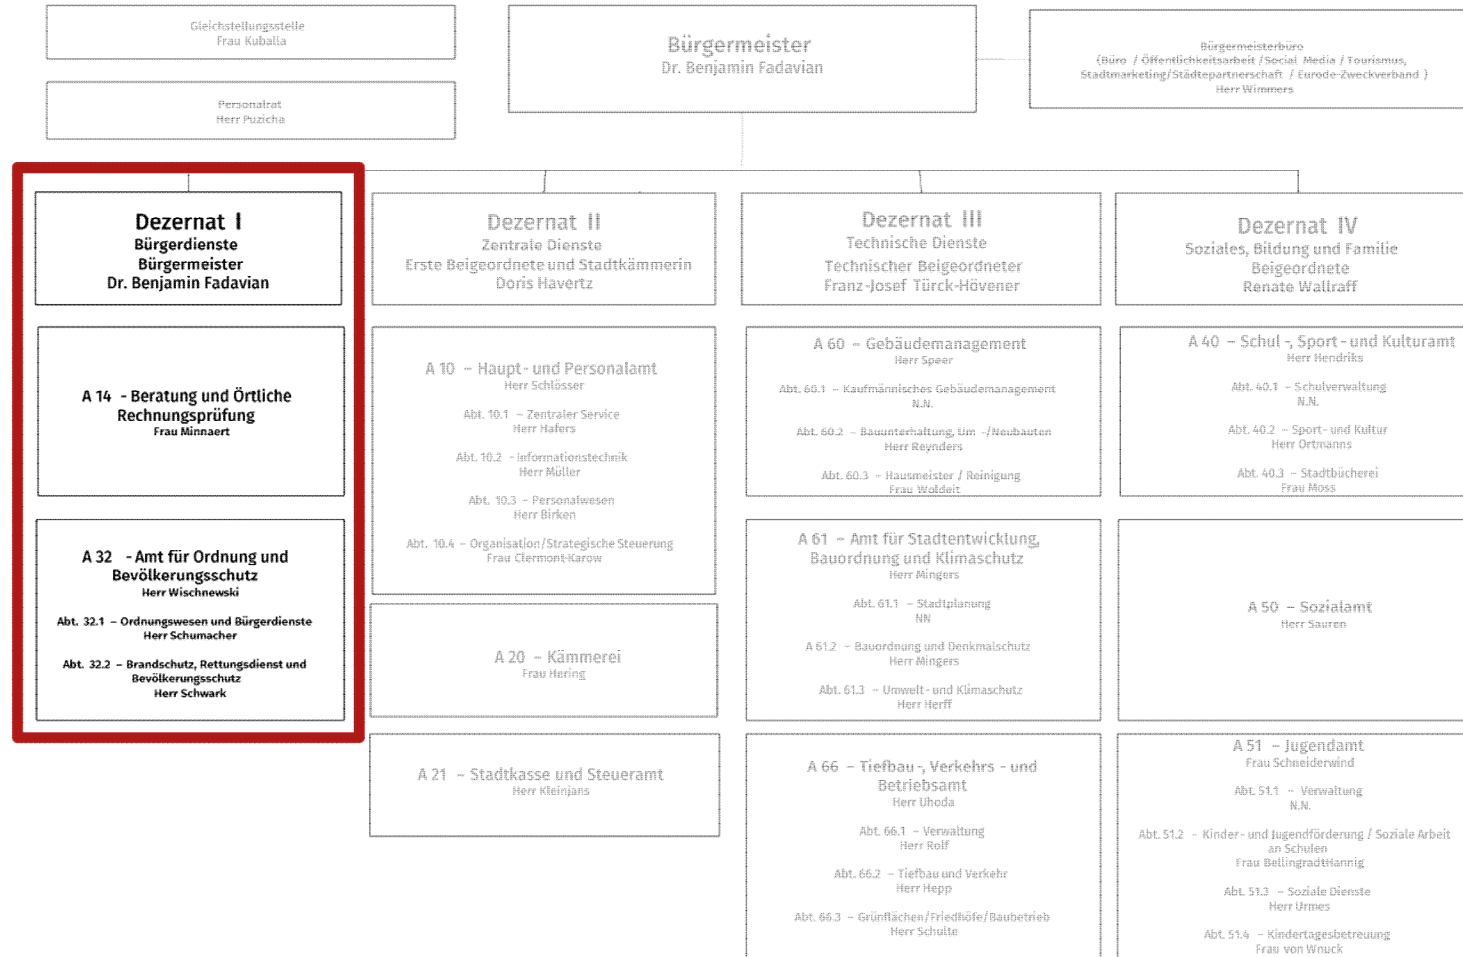 Gleichstellungsstelle
Frau Kuballa
Personalrat
Herr Puzicha
Bürgermeister
Dr. Benjamin Fadavian
Bürgermeisterbüro
(Büro / Öffentlichkeitsarbeit /Social Media / Tourismus,
Stadtmarketing/Städtepartnerschaft / Eurode-Zweckverband )
Herr Wimmers
Dezernat I
Bürgerdienste
Bürgermeister
Dr. Benjamin Fadavian
A 14 - Beratung und Örtliche
Rechnungsprüfung
Frau Minnaert
A 32 - Amt für Ordnung und
Bevölkerungsschutz
Herr Wischnewski
Abt. 32.1 – Ordnungswesen und Bürgerdienste
Herr Schumacher
Abt. 32.2 – Brandschutz, Rettungsdienst und
Bevölkerungsschutz
Herr Schwark
Dezernat II
Zentrale Dienste
Erste Beigeordnete und Stadtkämmerin
Doris Havertz
A 10 – Haupt- und Personalamt
Herr Schlösser
Abt. 10.1 – Zentraler Service
Herr Hafers
Abt. 10.2 - Informationstechnik
Herr Müller
Abt. 10.3 – Personalwesen
Herr Birken
Abt. 10.4 – Organisation/Strategische Steuerung
Frau Clermont-Karow
A 20 – Kämmerei
Frau Hering
A 21 – Stadtkasse und Steueramt
Herr Kleinjans
Dezernat III
Technische Dienste
Technischer Beigeordneter
Franz-Josef Türck-Hövener
A 60 – Gebäudemanagement
Herr Speer
Abt. 60.1 – Kaufmännisches Gebäudemanagement
N.N.
Abt. 60.2 – Bauunterhaltung, Um -/Neubauten
Herr Reynders
Abt. 60.3 – Hausmeister / Reinigung
Frau Woldeit
A 61 – Amt für Stadtentwicklung,
Bauordnung und Klimaschutz
Herr Mingers
Abt. 61.1 – Stadtplanung
NN
A 61.2 – Bauordnung und Denkmalschutz
Herr Mingers
Abt. 61.3 – Umwelt- und Klimaschutz
Herr Herff
A 66 – Tiefbau-, Verkehrs - und
Betriebsamt
Herr Uhoda
Abt. 66.1 – Verwaltung
Herr Rolf
Abt. 66.2 – Tiefbau und Verkehr
Herr Hepp
Abt. 66.3 – Grünflächen/Friedhöfe/Baubetrieb
Herr Schulte
Dezernat IV
Soziales, Bildung und Familie
Beigeordnete
Renate Wallraff
A 40 – Schul -, Sport - und Kulturamt
Herr Hendriks
Abt. 40.1 – Schulverwaltung
N.N.
Abt. 40.2 – Sport- und Kultur
Herr Ortmanns
Abt. 40.3 – Stadtbücherei
Frau Moss
A 50 – Sozialamt
Herr Sauren
A 51 – Jugendamt
Frau Schneiderwind
Abt. 51.1 – Verwaltung
N.N.
Abt. 51.2 – Kinder- und Jugendförderung / Soziale Arbeit
an Schulen
Frau BellingradtHannig
Abt. 51.3 – Soziale Dienste
Herr Urmes
Abt. 51.4 – Kindertagesbetreuung
Frau von Wnuck